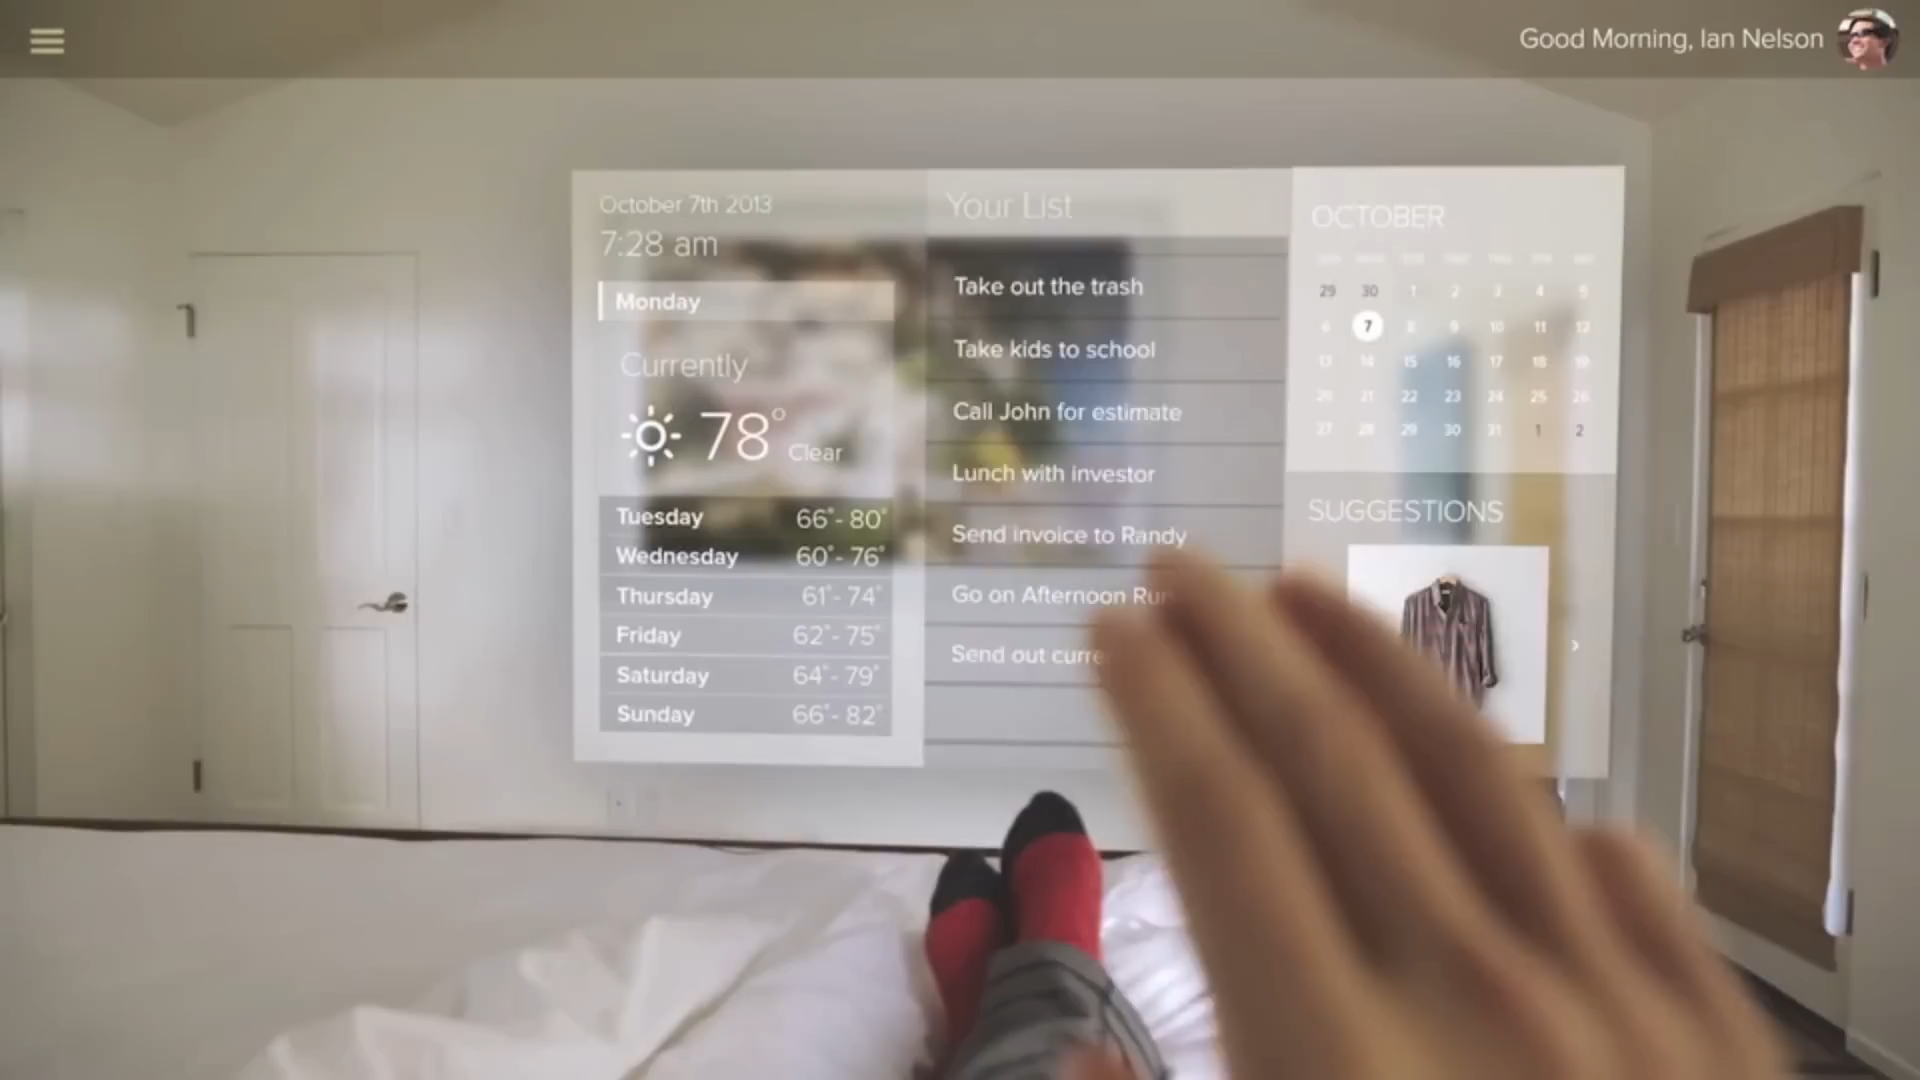 Good Morning, Ian Nelson
October 7th 2013
7:28 am
Monday
Currently
78° Clear
Tuesday 66°- 80°
Wednesday 60°- 76°
Thursday 61°- 74°
Friday 62°- 75°
Saturday 64°- 79°
Sunday 66°- 82°
Your List
Take out the trash
Take kids to school
Call John for estimate
Lunch with investor
Send invoice to Randy
Go on Afternoon
Send out
OCTOBER
29 30 1 2 3 4 5
6 7 8 9 10 11 12
13 14 15 16 17 18 19
20 21 22 23 24 25 26
27 28 29 30 31 1 2
SUGGESTIONS